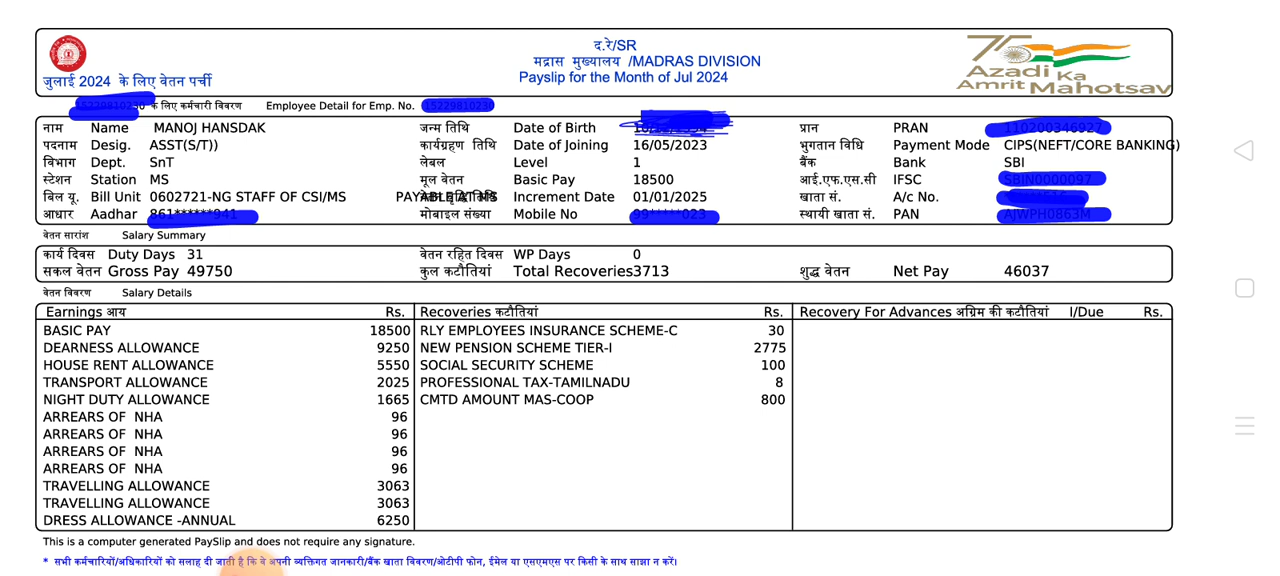 द.रे/SR
मद्रास मुख्यालय /MADRAS DIVISION
Payslip for the Month of Jul 2024
जुलाई 2024 के लिए वेतन पर्ची
Azadi Ka
Amrit Mahotsav
के लिए कर्मचारी विवरण Employee Detail for Emp. No.
नाम Name MANOJ HANSDAK जन्म तिथि Date of Birth प्रान PRAN
पदनाम Desig. ASST(S/T)) कार्यग्रहण तिथि Date of Joining 16/05/2023 भुगतान विधि Payment Mode CIPS(NEFT/CORE BANKING)
विभाग Dept. SnT लेबल Level 1 बैंक Bank SBI
स्टेशन Station MS मूल वेतन Basic Pay 18500 आई.एफ.एस.सी IFSC
बिल यू. Bill Unit 0602721-NG STAFF OF CSI/MS PAYABLE AT MS Increment Date 01/01/2025 खाता सं. A/c No.
आधार Aadhar मोबाइल संख्या Mobile No स्थायी खाता सं. PAN
वेतन सारांश Salary Summary
कार्य दिवस Duty Days 31 वेतन रहित दिवस WP Days 0
सकल वेतन Gross Pay 49750 कुल कटौतियां Total Recoveries3713 शुद्ध वेतन Net Pay 46037
वेतन विवरण Salary Details
Earnings आय Rs. Recoveries कटौतियां Rs. Recovery For Advances अग्रिम की कटौतियां I/Due Rs.
BASIC PAY 18500 RLY EMPLOYEES INSURANCE SCHEME-C 30
DEARNESS ALLOWANCE 9250 NEW PENSION SCHEME TIER-I 2775
HOUSE RENT ALLOWANCE 5550 SOCIAL SECURITY SCHEME 100
TRANSPORT ALLOWANCE 2025 PROFESSIONAL TAX-TAMILNADU 8
NIGHT DUTY ALLOWANCE 1665 CMTD AMOUNT MAS-COOP 800
ARREARS OF NHA 96
ARREARS OF NHA 96
ARREARS OF NHA 96
ARREARS OF NHA 96
TRAVELLING ALLOWANCE 3063
TRAVELLING ALLOWANCE 3063
DRESS ALLOWANCE -ANNUAL 6250
This is a computer generated PaySlip and does not require any signature.
* सभी कर्मचारियों/अधिकारियों को सलाह दी जाती है कि वे अपनी व्यक्तिगत जानकारी/बैंक खाता विवरण/ओटीपी फोन, ईमेल या एसएमएस पर किसी के साथ साझा न करें।